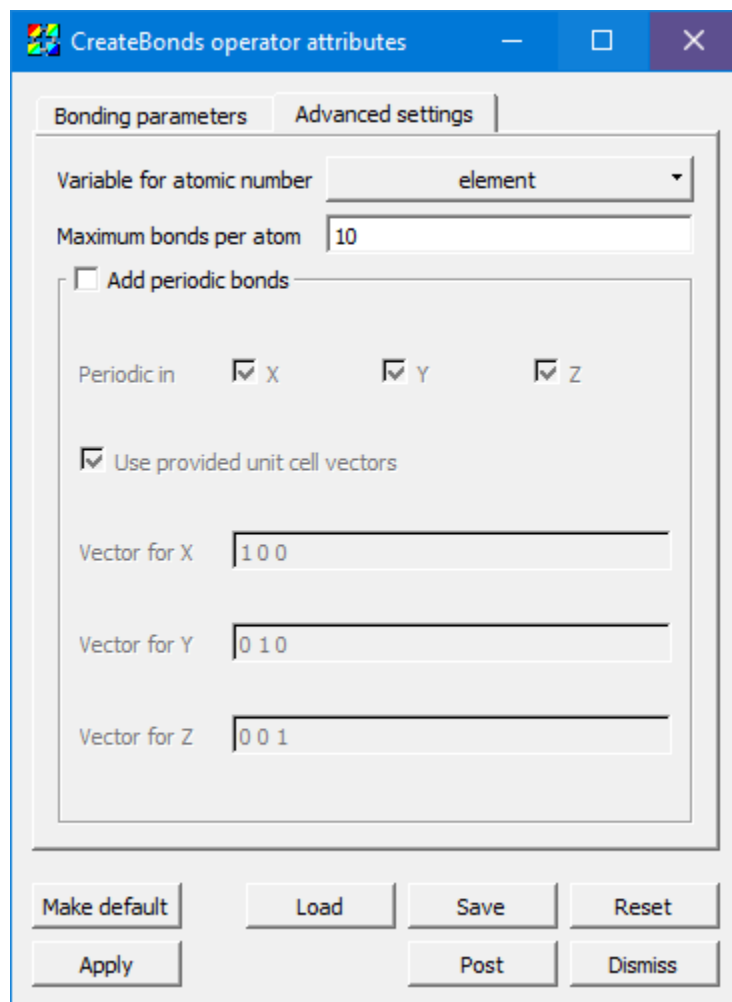 CreateBonds operator attributes
Bonding parameters Advanced settings
Variable for atomic number element
Maximum bonds per atom 10
Add periodic bonds
Periodic in X Y Z
Use provided unit cell vectors
Vector for X 1 0 0
Vector for Y 0 1 0
Vector for Z 0 0 1
Make default Load Save Reset
Apply Post Dismiss